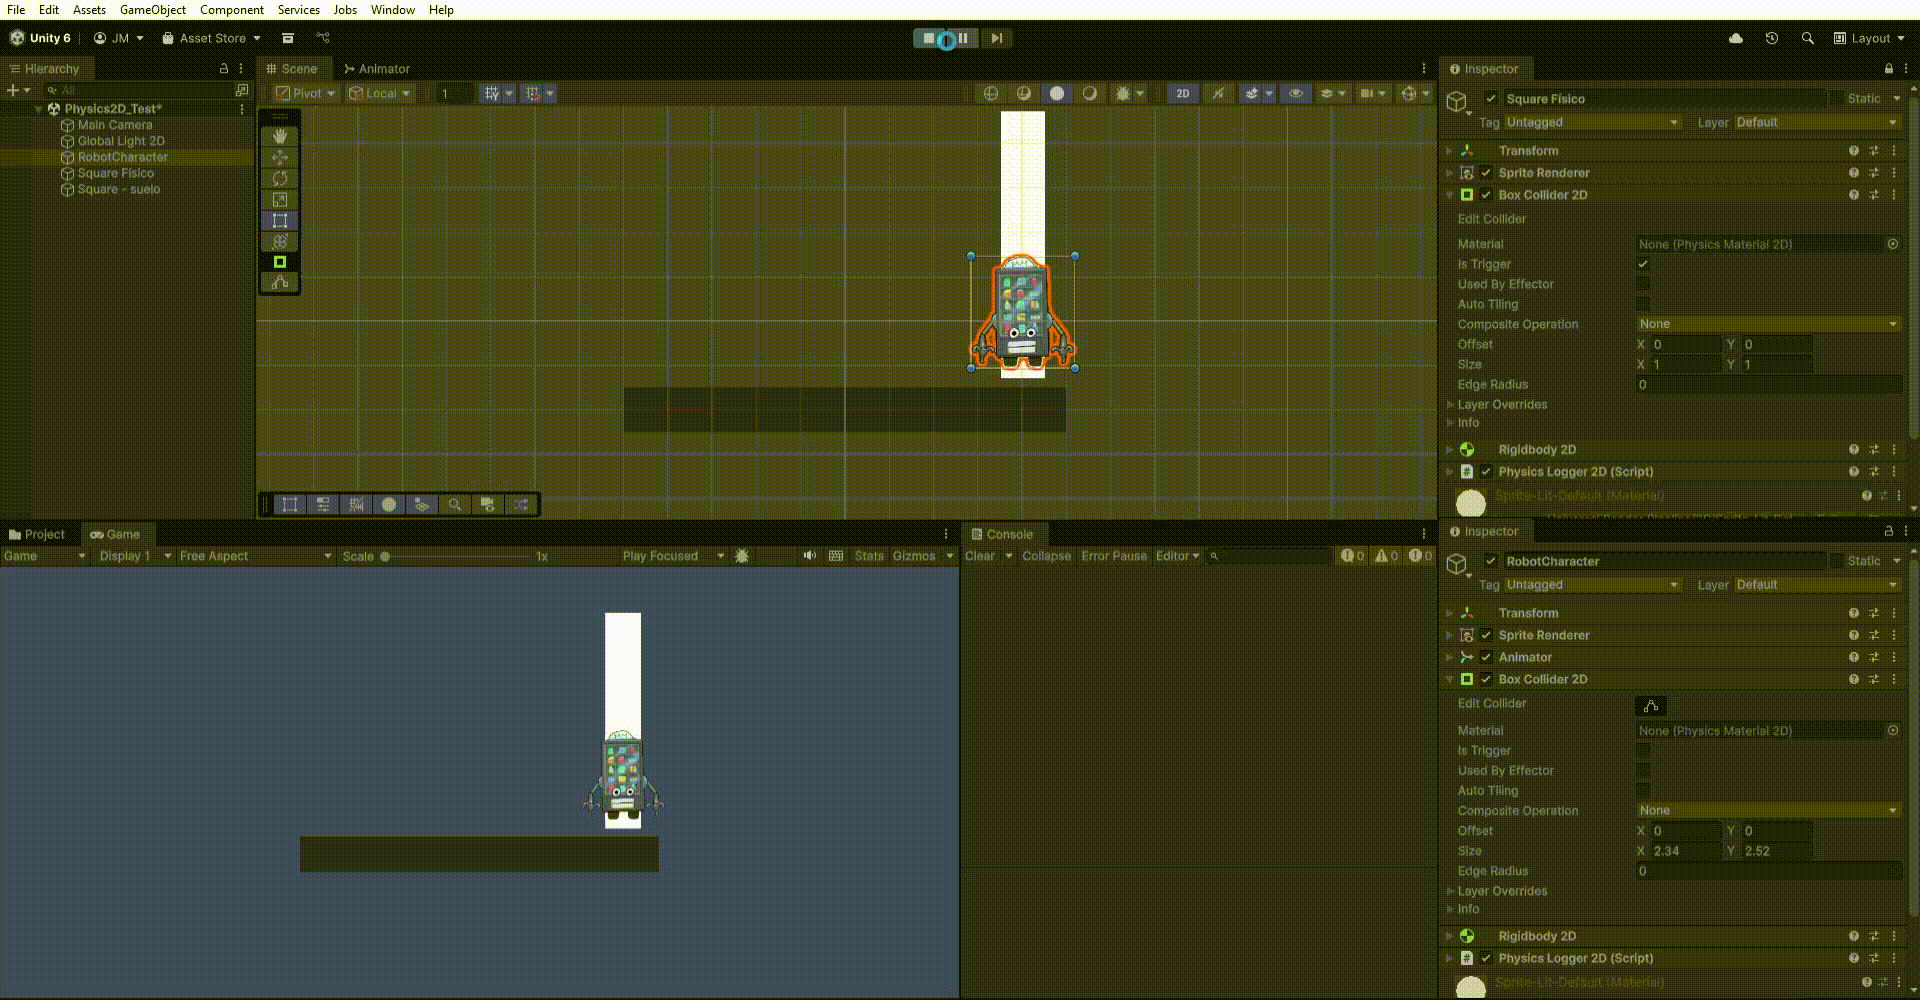 File Edit Assets GameObject Component Services Jobs Window Help
Unity 6 JM Asset Store Layout
Hierarchy
All
Physics2D_Test*
Main Camera
Global Light 2D
RobotCharacter
Square Físico
Square - suelo
Scene Animator
Pivot Local 1 2D
Inspector
Square Físico Static
Tag Untagged Layer Default
Transform
Sprite Renderer
Box Collider 2D
Edit Collider
Material None (Physics Material 2D)
Is Trigger
Used By Effector
Auto Tiling
Composite Operation None
Offset X 0 Y 0
Size X 1 Y 1
Edge Radius 0
Layer Overrides
Info
Rigidbody 2D
Physics Logger 2D (Script)
Sprite-Lit-Default (Material)
Project Game
Game Display 1 Free Aspect Scale 1x Play Focused Stats Gizmos
Console
Clear Collapse Error Pause Editor 0 0 0
Inspector
RobotCharacter Static
Tag Untagged Layer Default
Transform
Sprite Renderer
Animator
Box Collider 2D
Edit Collider
Material None (Physics Material 2D)
Is Trigger
Used By Effector
Auto Tiling
Composite Operation None
Offset X 0 Y 0
Size X 2.34 Y 2.52
Edge Radius 0
Layer Overrides
Info
Rigidbody 2D
Physics Logger 2D (Script)
Sprite-Lit-Default (Material)